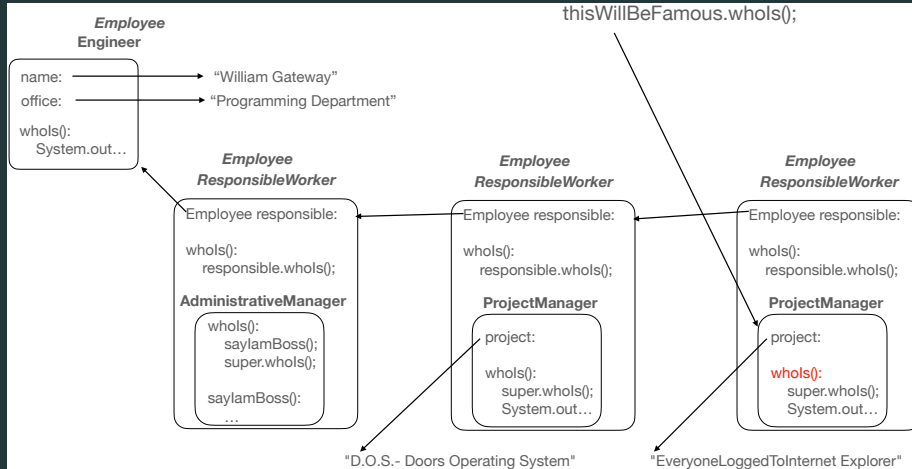 thisWillBeFamous.whoIs();
Employee
Engineer
name:
"William Gateway"
office:
"Programming Department"
whoIs():
System.out…
Employee
ResponsibleWorker
Employee responsible:
whoIs():
responsible.whoIs();
AdministrativeManager
whoIs():
sayIamBoss();
super.whoIs();
sayIamBoss():
…
Employee
ResponsibleWorker
Employee responsible:
whoIs():
responsible.whoIs();
ProjectManager
project:
whoIs():
super.whoIs();
System.out…
"D.O.S.- Doors Operating System"
Employee
ResponsibleWorker
Employee responsible:
whoIs():
responsible.whoIs();
ProjectManager
project:
whoIs():
super.whoIs();
System.out…
"EveryoneLoggedToInternet Explorer"